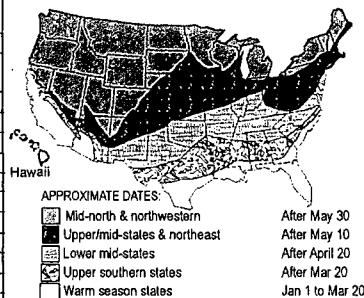 Hawaii
APPROXIMATE DATES:
Mid-north & northwestern After May 30
Upper/mid-states & northeast After May 10
Lower mid-states After April 20
Upper southern states After Mar 20
Warm season states Jan 1 to Mar 20